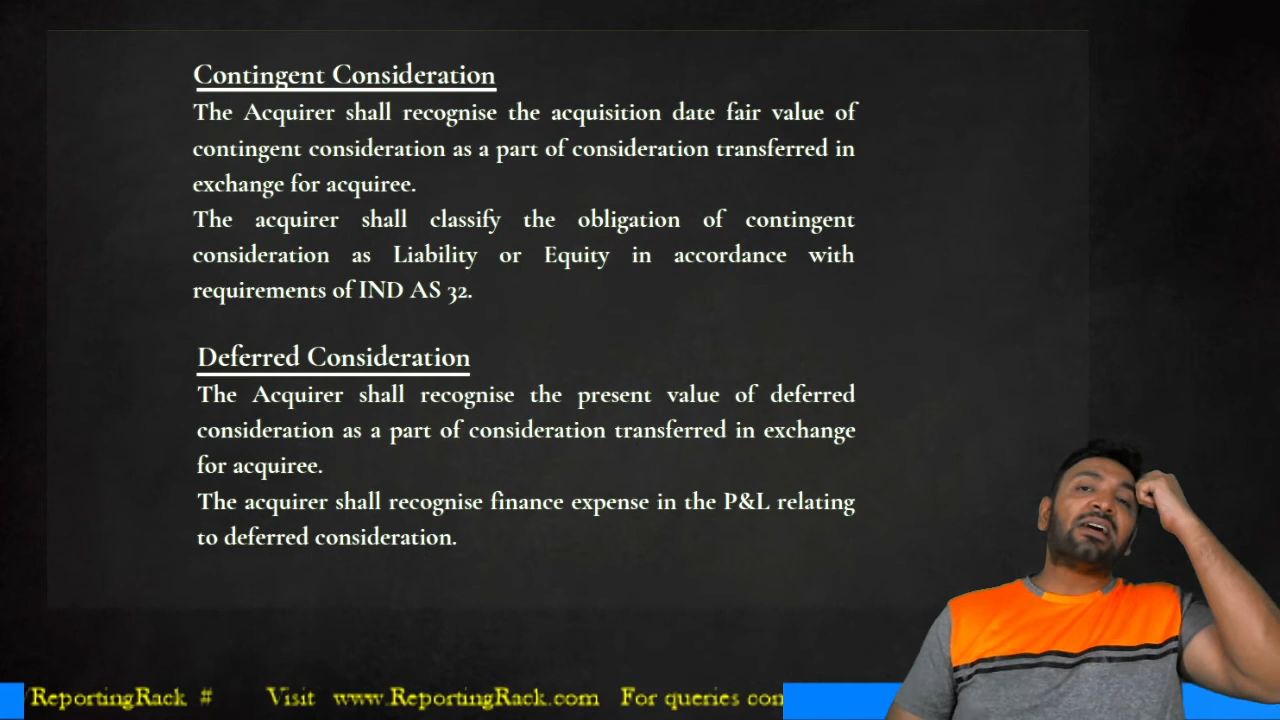 Contingent Consideration
The Acquirer shall recognise the acquisition date fair value of
contingent consideration as a part of consideration transferred in
exchange for acquiree.
The acquirer shall classify the obligation of contingent
consideration as Liability or Equity in accordance with
requirements of IND AS 32.
Deferred Consideration
The Acquirer shall recognise the present value of deferred
consideration as a part of consideration transferred in exchange
for acquiree.
The acquirer shall recognise finance expense in the P&L relating
to deferred consideration.
ReportingRack # Visit www.ReportingRack.com For queries